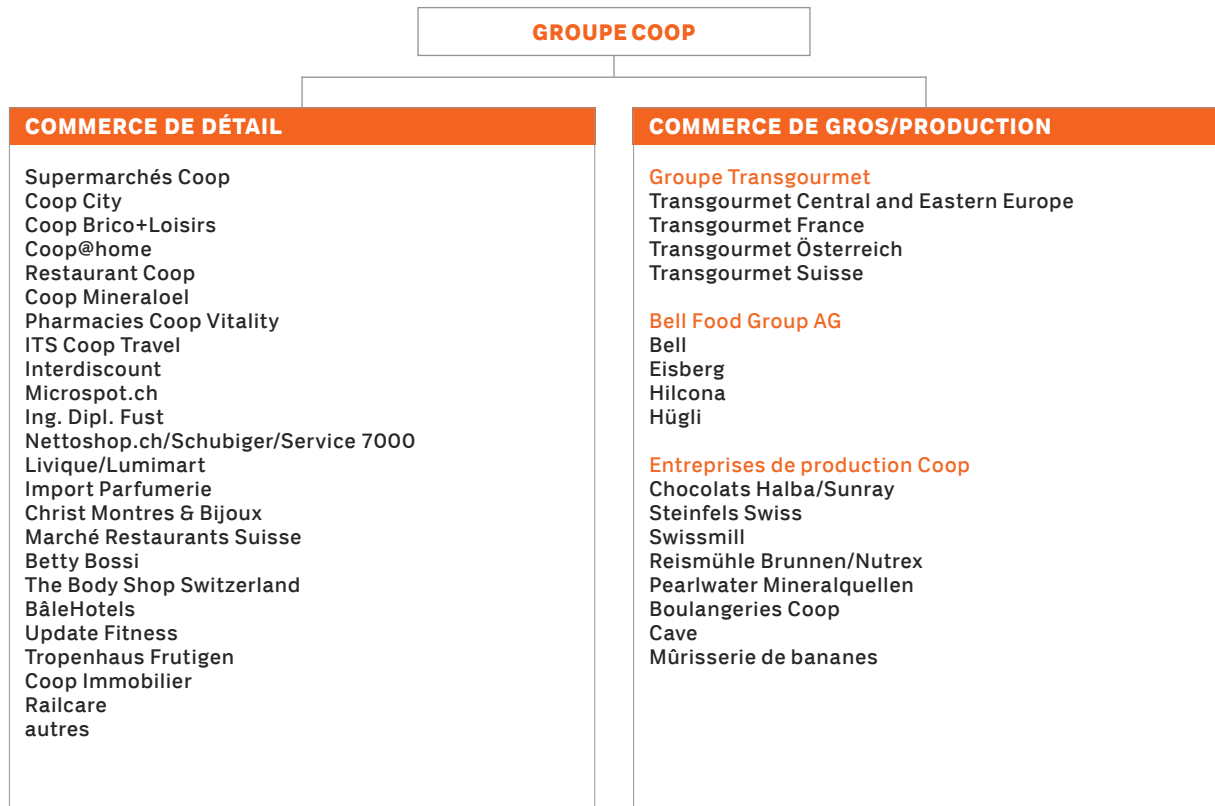 GROUPE COOP
COMMERCE DE DÉTAIL
Supermarchés Coop
Coop City
Coop Brico+Loisirs
Coop@home
Restaurant Coop
Coop Mineraloel
Pharmacies Coop Vitality
ITS Coop Travel
Interdiscount
Microspot.ch
Ing. Dipl. Fust
Nettoshop.ch/Schubiger/Service 7000
Livique/Lumimart
Import Parfumerie
Christ Montres & Bijoux
Marché Restaurants Suisse
Betty Bossi
The Body Shop Switzerland
BâleHotels
Update Fitness
Tropenhaus Frutigen
Coop Immobilier
Railcare
autres
COMMERCE DE GROS/PRODUCTION
Groupe Transgourmet
Transgourmet Central and Eastern Europe
Transgourmet France
Transgourmet Österreich
Transgourmet Suisse
Bell Food Group AG
Bell
Eisberg
Hilcona
Hügli
Entreprises de production Coop
Chocolats Halba/Sunray
Steinfels Swiss
Swissmill
Reismühle Brunnen/Nutrex
Pearlwater Mineralquellen
Boulangeries Coop
Cave
Mûrisserie de bananes